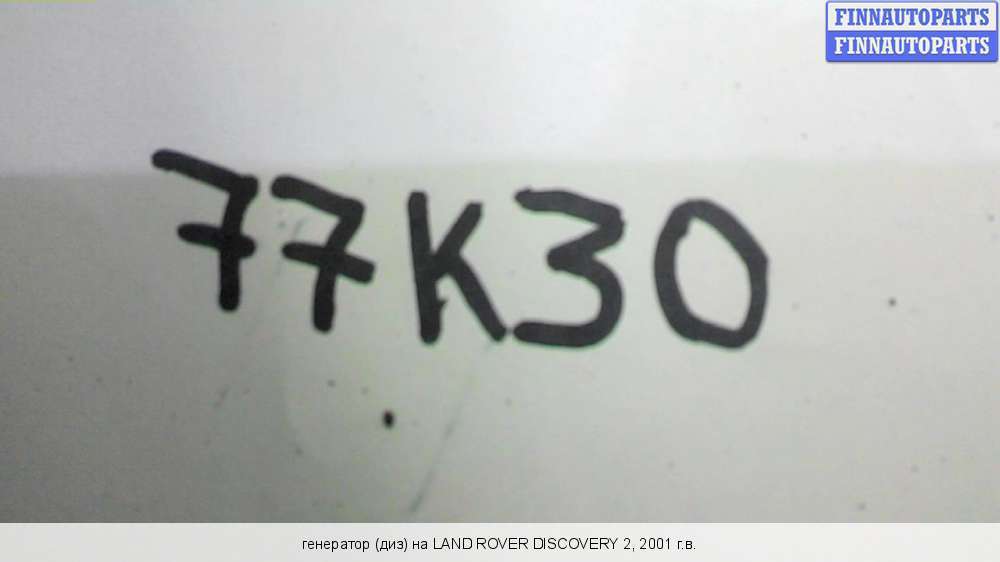 FINNAUTOPARTS
FINNAUTOPARTS
77K30
генератор (диз) на LAND ROVER DISCOVERY 2, 2001 г.в.